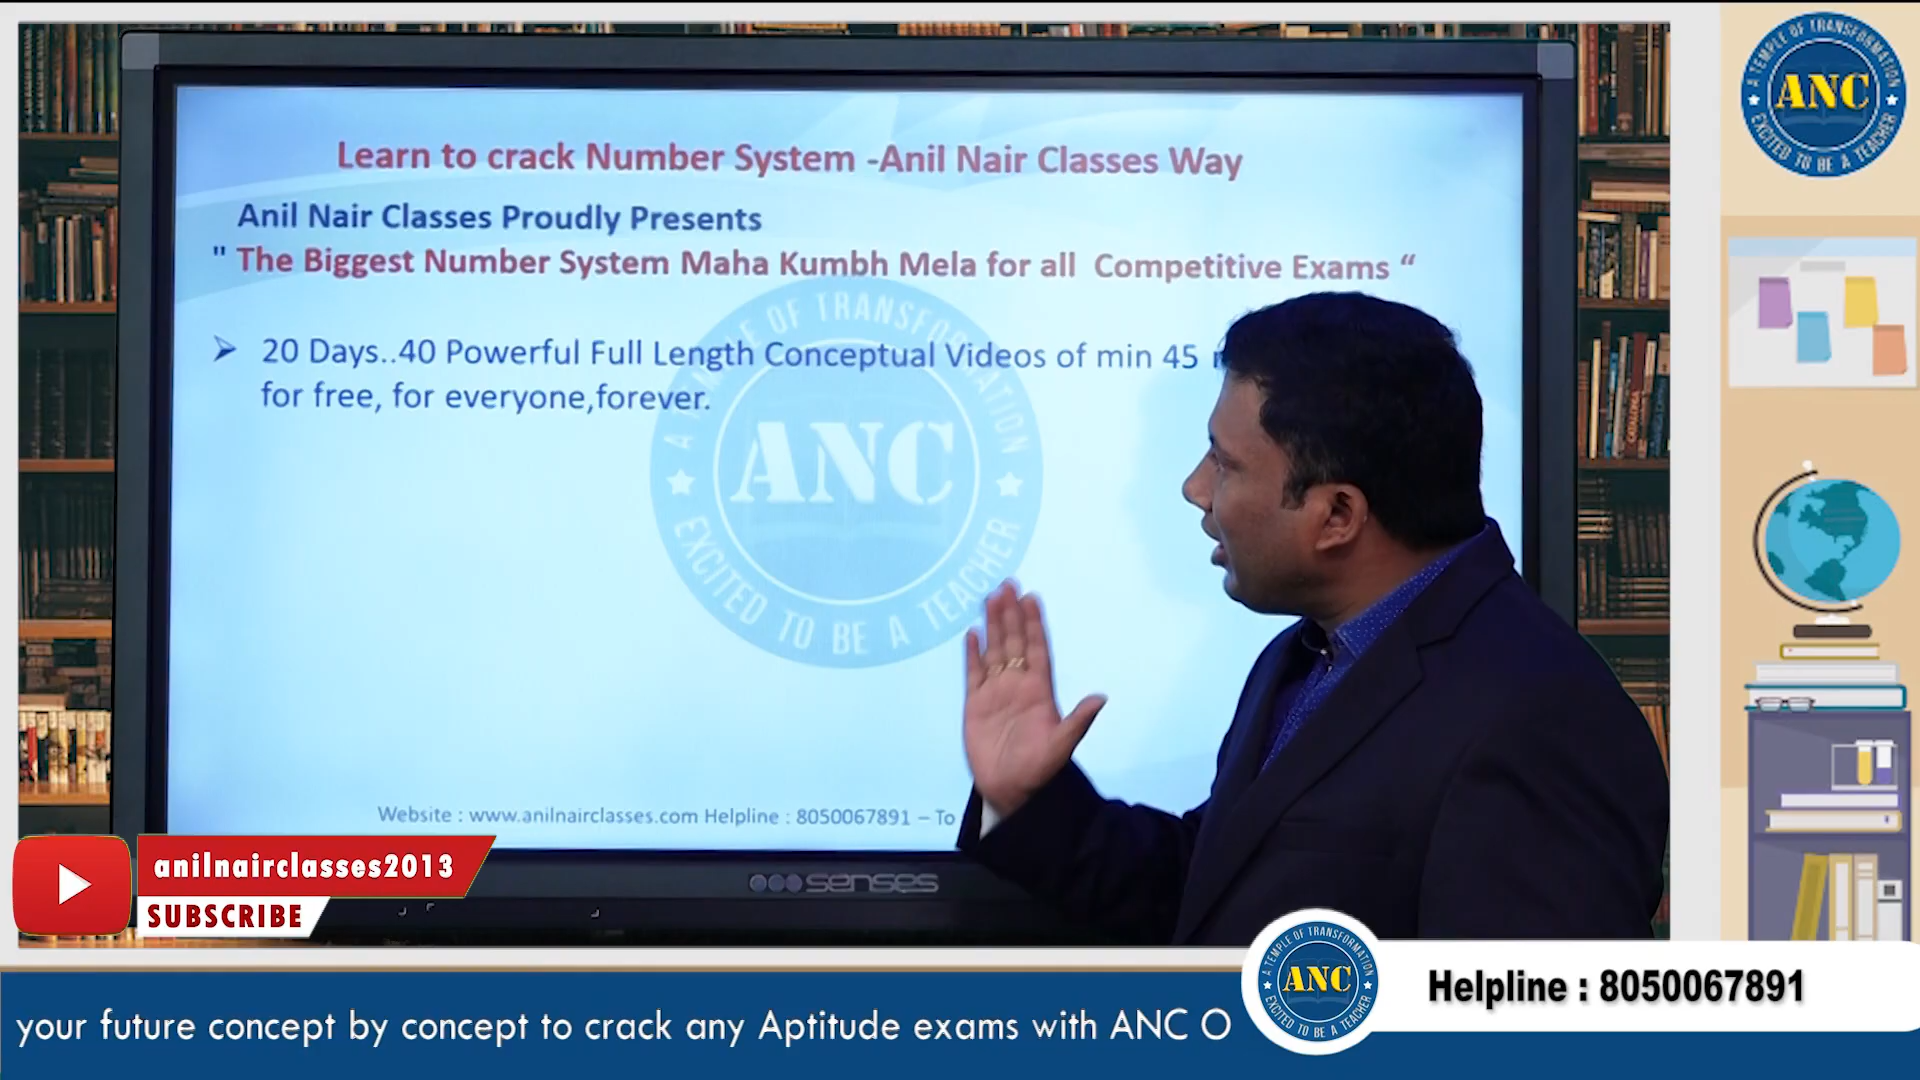 Learn to crack Number System -Anil Nair Classes Way
Anil Nair Classes Proudly Presents
" The Biggest Number System Maha Kumbh Mela for all Competitive Exams “
➢ 20 Days..40 Powerful Full Length Conceptual Videos of min 45
for free, for everyone,forever.
A TEMPLE OF TRANSFORMATION
ANC
EXCITED TO BE A TEACHER
Website : www.anilnairclasses.com Helpline : 8050067891 – To
senses
A TEMPLE OF TRANSFORMATION
ANC
EXCITED TO BE A TEACHER
anilnairclasses2013
SUBSCRIBE
A TEMPLE OF TRANSFORMATION
ANC
EXCITED TO BE A TEACHER
Helpline : 8050067891
your future concept by concept to crack any Aptitude exams with ANC O